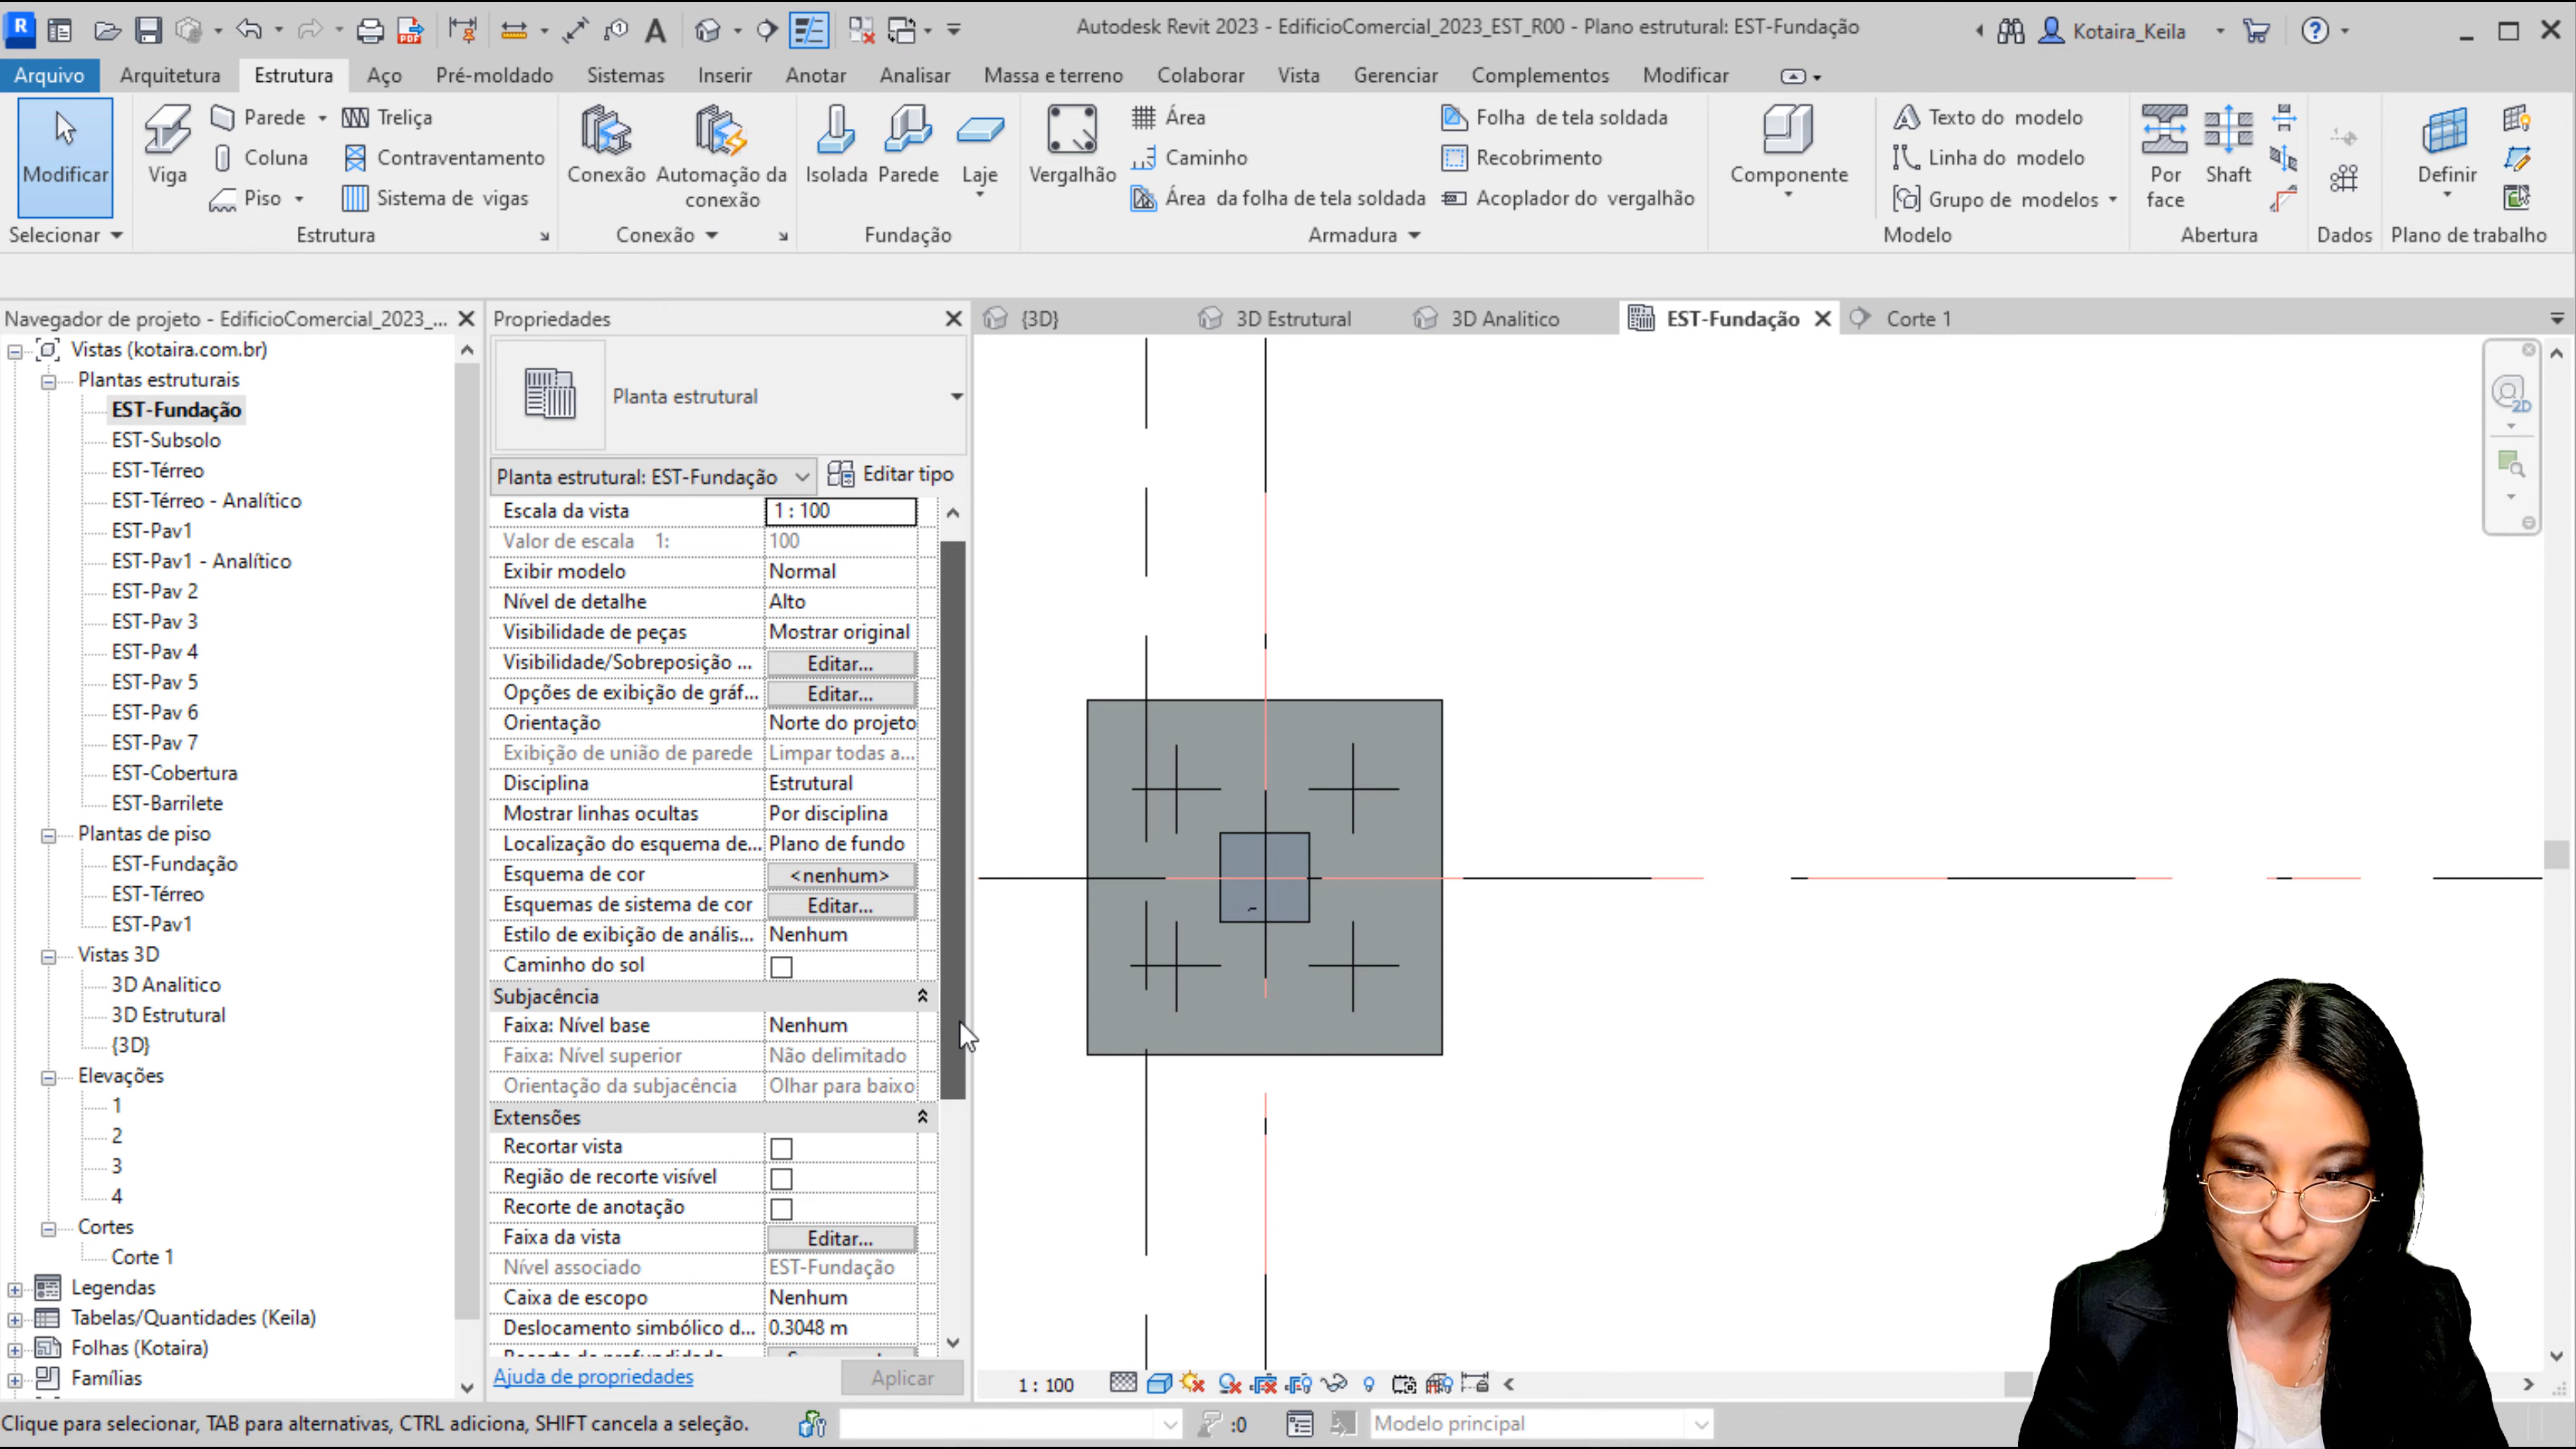 Autodesk Revit 2023 - EdificioComercial_2023_EST_R00 - Plano estrutural: EST-Fundação
Kotaira_Keila
Arquivo Arquitetura Estrutura Aço Pré-moldado Sistemas Inserir Anotar Analisar Massa e terreno Colaborar Vista Gerenciar Complementos Modificar
Modificar
Viga
Parede
Treliça
Coluna
Contraventamento
Piso
Sistema de vigas
Conexão
Automação da conexão
Isolada
Parede
Laje
Vergalhão
Área
Caminho
Área da folha de tela soldada
Folha de tela soldada
Recobrimento
Acoplador do vergalhão
Componente
Texto do modelo
Linha do modelo
Grupo de modelos
Por face
Shaft
Definir
Selecionar
Estrutura
Conexão
Fundação
Armadura
Modelo
Abertura
Dados
Plano de trabalho
Navegador de projeto - EdificioComercial_2023_...
Vistas (kotaira.com.br)
Plantas estruturais
EST-Fundação
EST-Subsolo
EST-Térreo
EST-Térreo - Analítico
EST-Pav1
EST-Pav1 - Analítico
EST-Pav 2
EST-Pav 3
EST-Pav 4
EST-Pav 5
EST-Pav 6
EST-Pav 7
EST-Cobertura
EST-Barrilete
Plantas de piso
EST-Fundação
EST-Térreo
EST-Pav1
Vistas 3D
3D Analitico
3D Estrutural
{3D}
Elevações
1
2
3
4
Cortes
Corte 1
Legendas
Tabelas/Quantidades (Keila)
Folhas (Kotaira)
Famílias
Propriedades
Planta estrutural
Planta estrutural: EST-Fundação
Editar tipo
Escala da vista 1 : 100
Valor de escala 1: 100
Exibir modelo Normal
Nível de detalhe Alto
Visibilidade de peças Mostrar original
Visibilidade/Sobreposição ... Editar...
Opções de exibição de gráf... Editar...
Orientação Norte do projeto
Exibição de união de parede Limpar todas a...
Disciplina Estrutural
Mostrar linhas ocultas Por disciplina
Localização do esquema de... Plano de fundo
Esquema de cor <nenhum>
Esquemas de sistema de cor Editar...
Estilo de exibição de anális... Nenhum
Caminho do sol
Subjacência
Faixa: Nível base Nenhum
Faixa: Nível superior Não delimitado
Orientação da subjacência Olhar para baixo
Extensões
Recortar vista
Região de recorte visível
Recorte de anotação
Faixa da vista Editar...
Nível associado EST-Fundação
Caixa de escopo Nenhum
Deslocamento simbólico d... 0.3048 m
Ajuda de propriedades
Aplicar
{3D}
3D Estrutural
3D Analitico
EST-Fundação
Corte 1
2D
1 : 100
Clique para selecionar, TAB para alternativas, CTRL adiciona, SHIFT cancela a seleção.
:0
Modelo principal